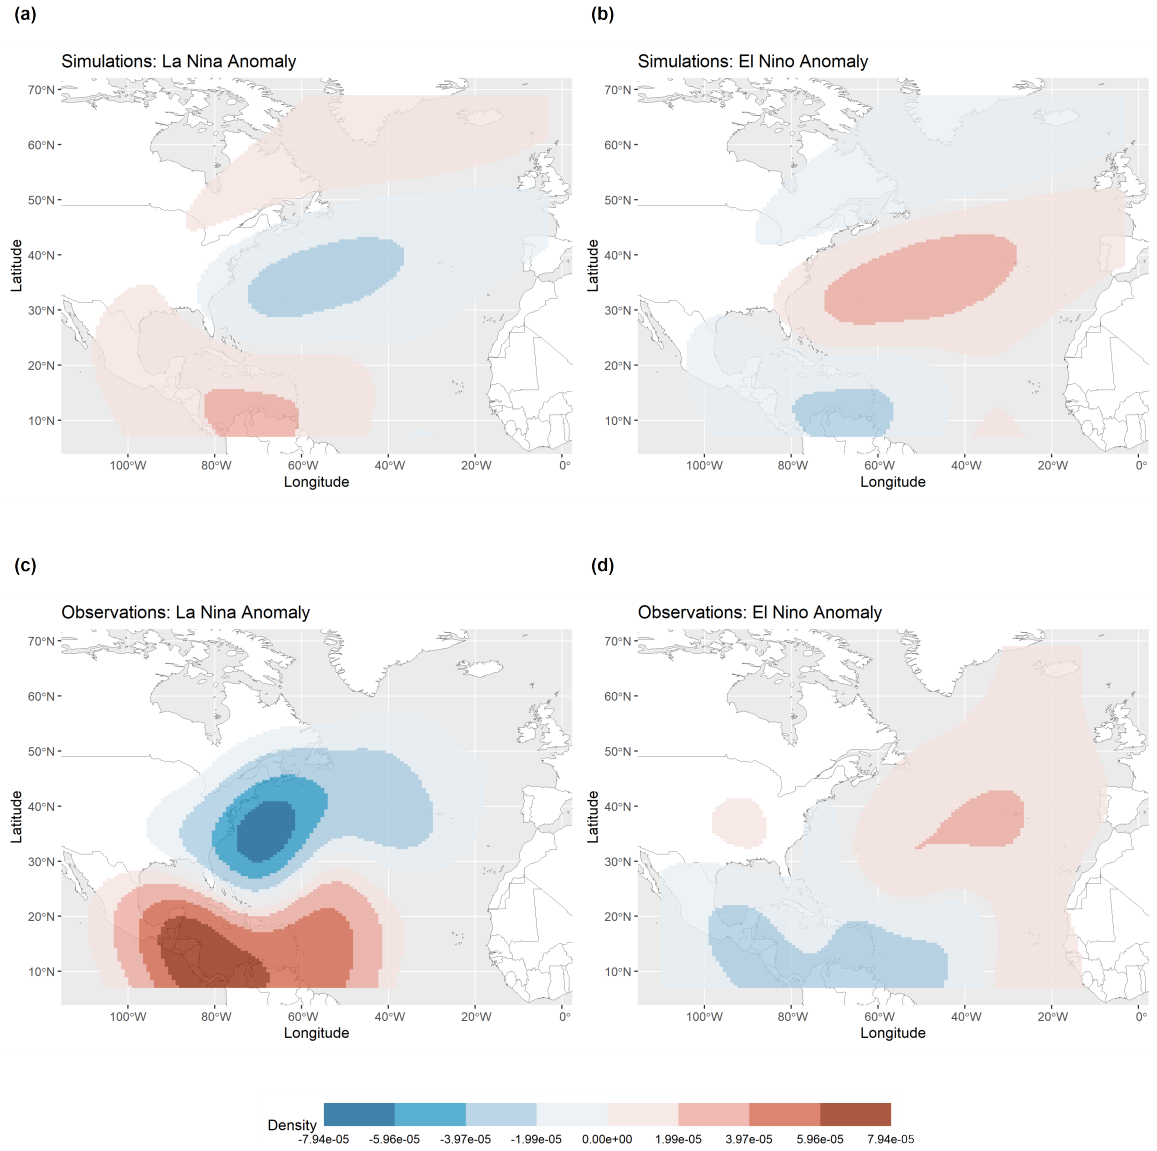 (a)
(b)
Simulations: La Nina Anomaly
Simulations: El Nino Anomaly
70°N
60°N
50°N
40°N
30°N
20°N
10°N
Latitude
100°W 80°W 60°W 40°W 20°W 0°
Longitude
70°N
60°N
50°N
40°N
30°N
20°N
10°N
Latitude
100°W 80°W 60°W 40°W 20°W 0°
Longitude
(c)
(d)
Observations: La Nina Anomaly
Observations: El Nino Anomaly
70°N
60°N
50°N
40°N
30°N
20°N
10°N
Latitude
100°W 80°W 60°W 40°W 20°W 0°
Longitude
70°N
60°N
50°N
40°N
30°N
20°N
10°N
Latitude
100°W 80°W 60°W 40°W 20°W 0°
Longitude
Density
-7.94e-05 -5.96e-05 -3.97e-05 -1.99e-05 0.00e+00 1.99e-05 3.97e-05 5.96e-05 7.94e-05